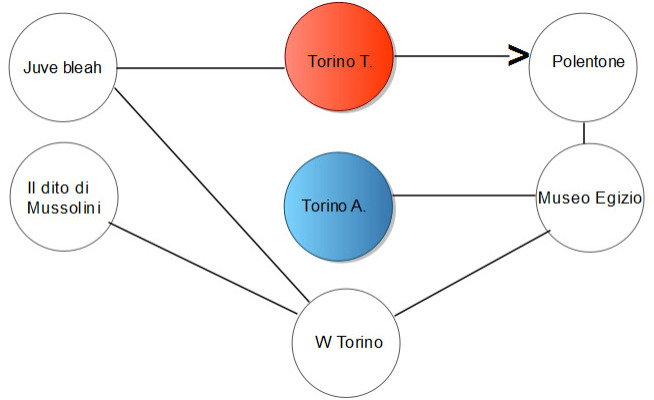 Juve bleah
Torino T.
Polentone
Il dito di
Mussolini
Torino A.
Museo Egizio
W Torino